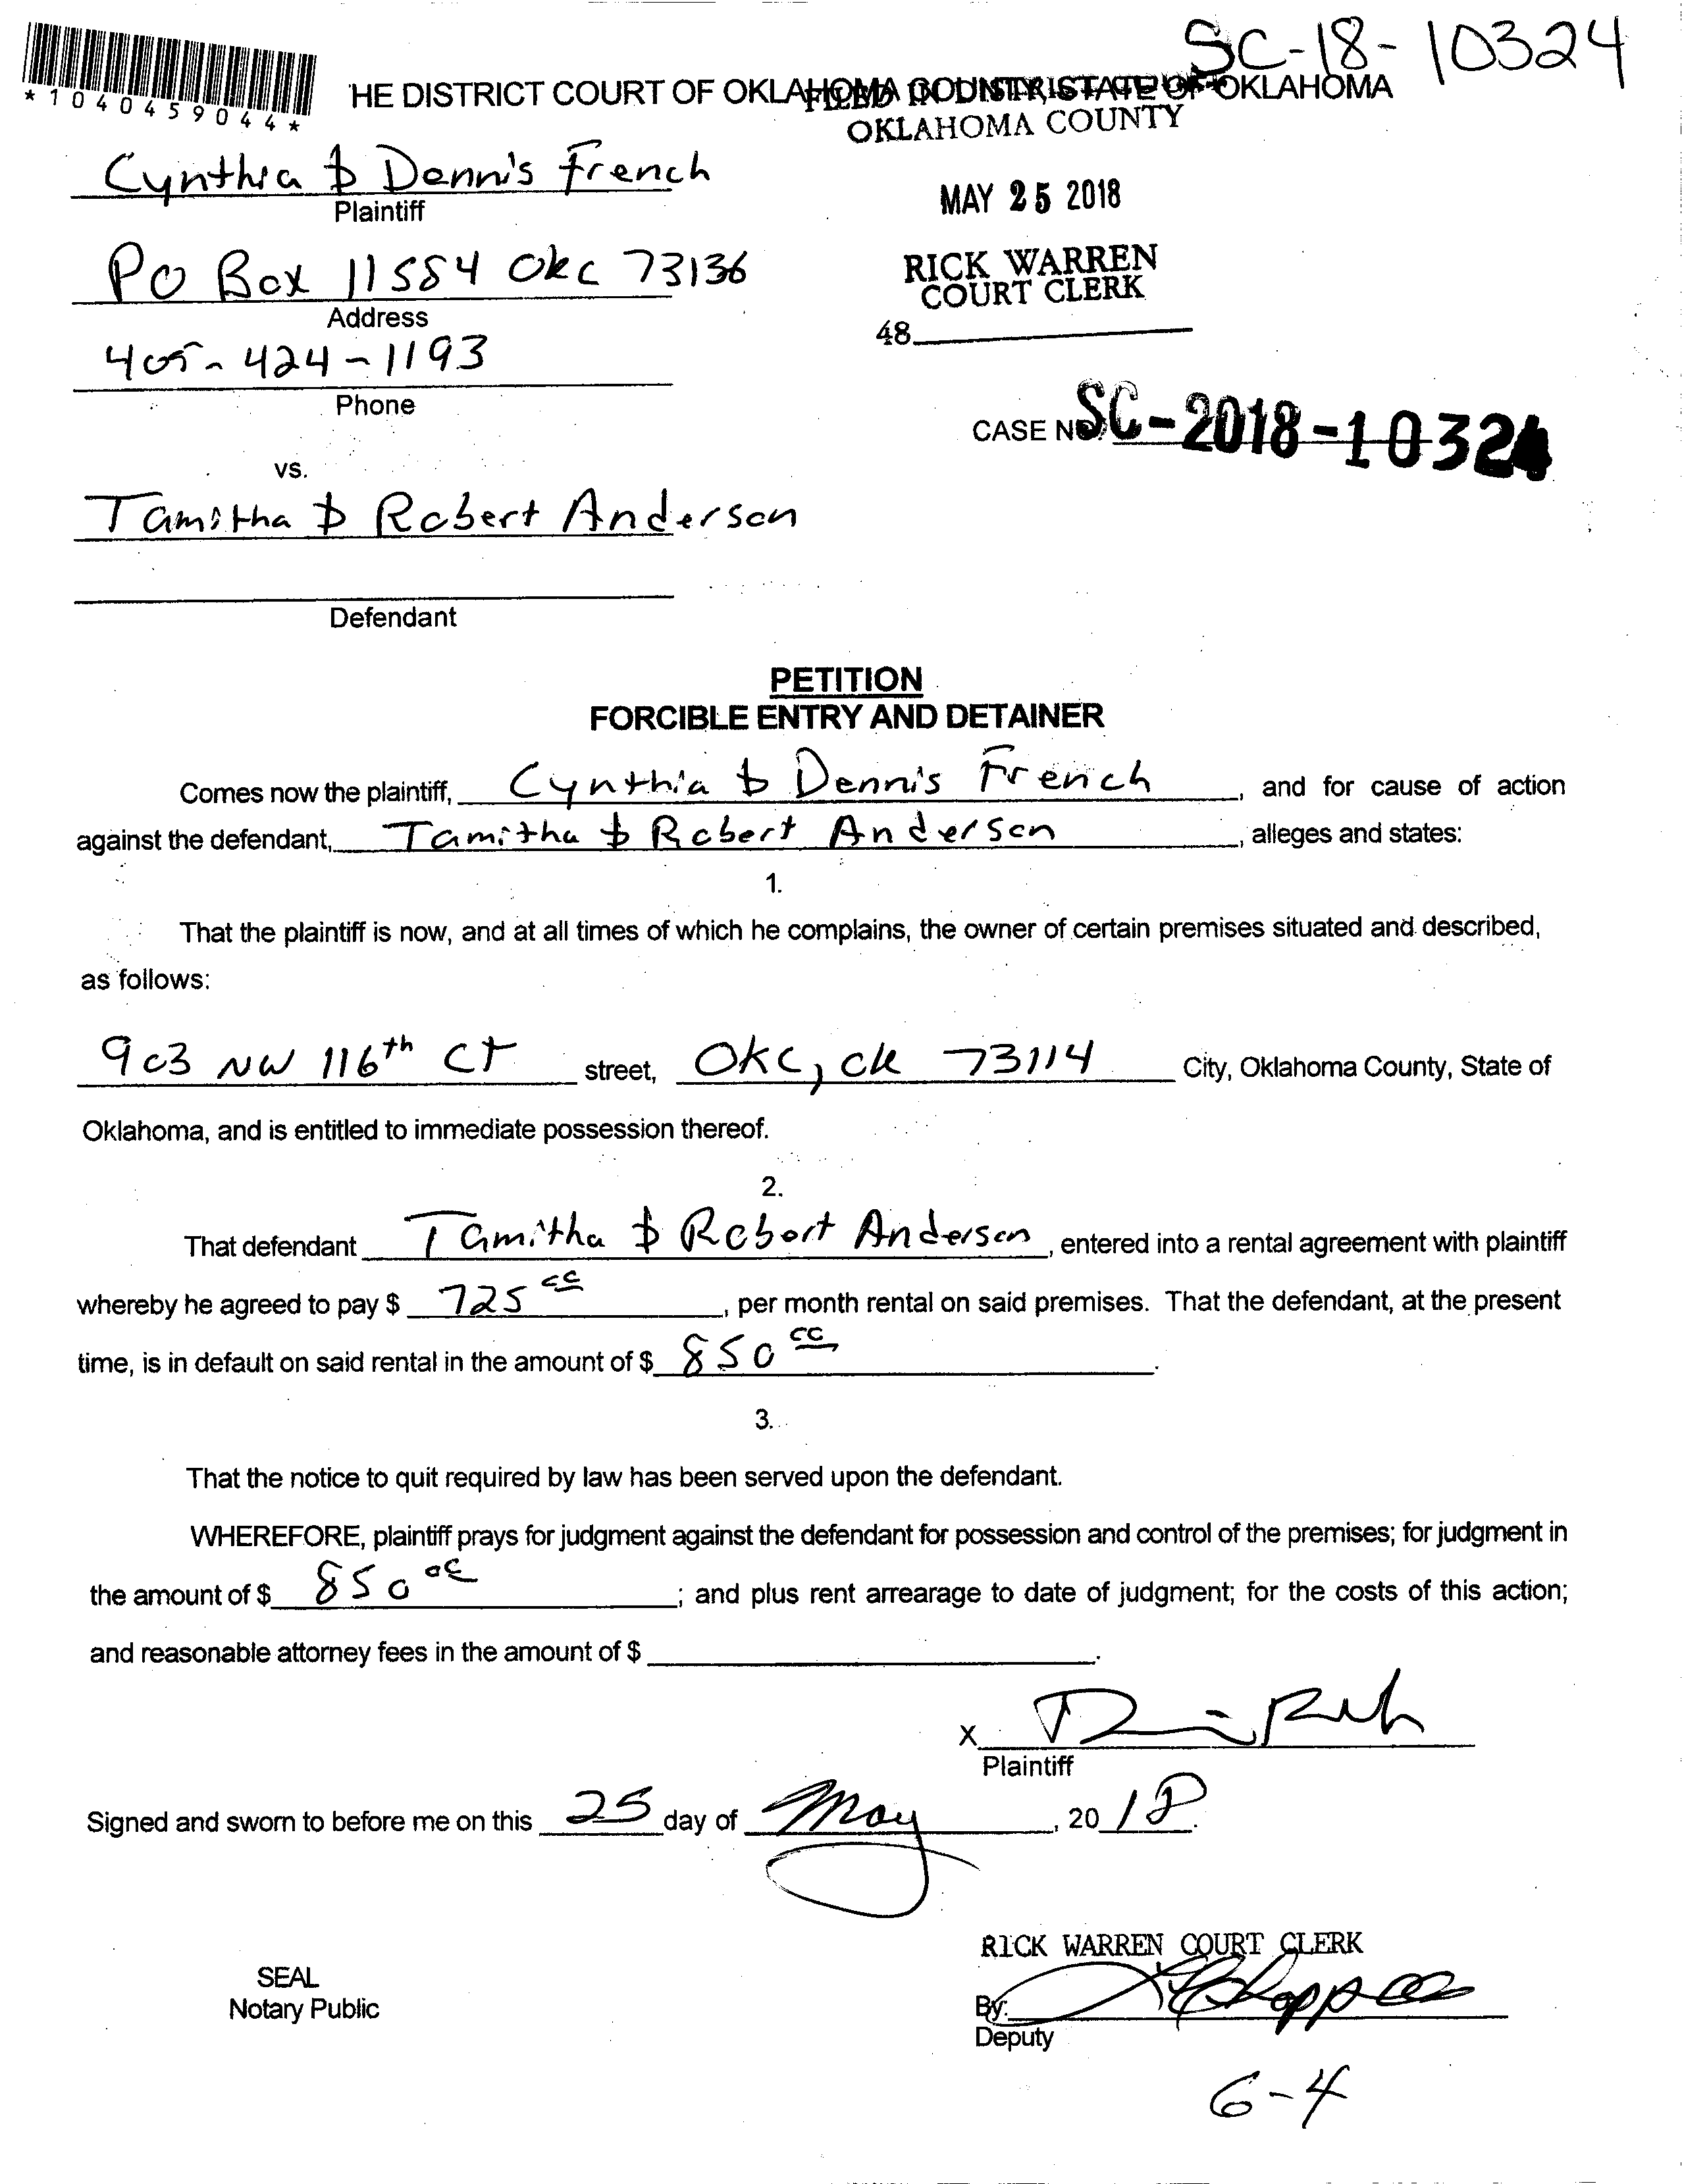 SC-18-10324
*1040459044*
HE DISTRICT COURT OF OKLAHOMA COUNTY, STATE OF OKLAHOMA
FILED IN DISTRICT COURT
OKLAHOMA COUNTY
Cynthia & Dennis French
Plaintiff
MAY 25 2018
PO Box 11554 Okc 73136
Address
RICK WARREN
COURT CLERK
48
405-424-1193
Phone
CASE NO. SC-2018-10324
vs.
Tamitha & Robert Anderson
Defendant
PETITION
FORCIBLE ENTRY AND DETAINER
Comes now the plaintiff, Cynthia & Dennis French, and for cause of action
against the defendant, Tamitha & Robert Anderson, alleges and states:
1.
That the plaintiff is now, and at all times of which he complains, the owner of certain premises situated and described,
as follows:
903 NW 116th Ct street, OKC, ok 73114 City, Oklahoma County, State of
Oklahoma, and is entitled to immediate possession thereof.
2.
That defendant Tamitha & Robert Anderson, entered into a rental agreement with plaintiff
whereby he agreed to pay $ 725 00, per month rental on said premises. That the defendant, at the present
time, is in default on said rental in the amount of $ 850 00.
3.
That the notice to quit required by law has been served upon the defendant.
WHEREFORE, plaintiff prays for judgment against the defendant for possession and control of the premises; for judgment in
the amount of $ 850 00; and plus rent arrearage to date of judgment; for the costs of this action;
and reasonable attorney fees in the amount of $ .
X
Plaintiff
Signed and sworn to before me on this 25 day of May, 2018.
RICK WARREN COURT CLERK
SEAL
Notary Public
By:
Deputy
6-4